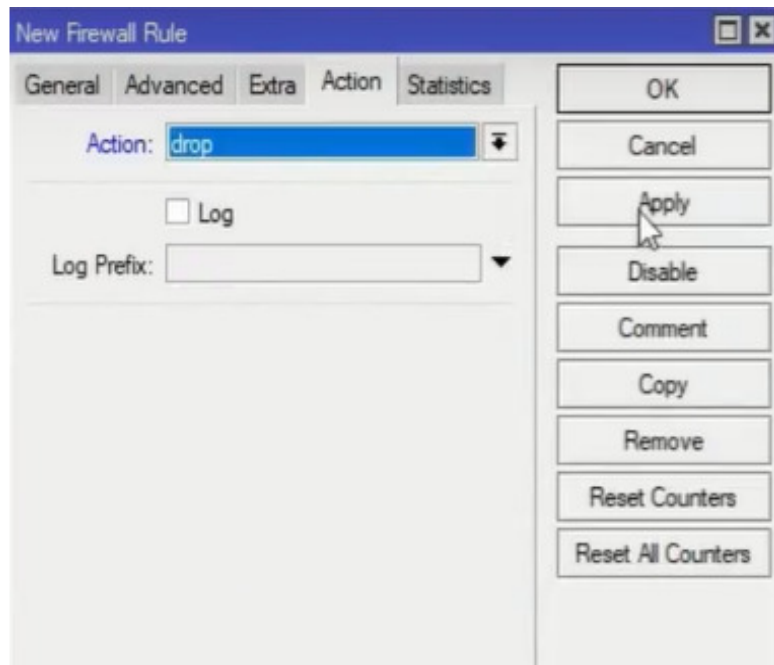 New Firewall Rule
General Advanced Extra Action Statistics
Action: drop
Log
Log Prefix:
OK
Cancel
Apply
Disable
Comment
Copy
Remove
Reset Counters
Reset All Counters